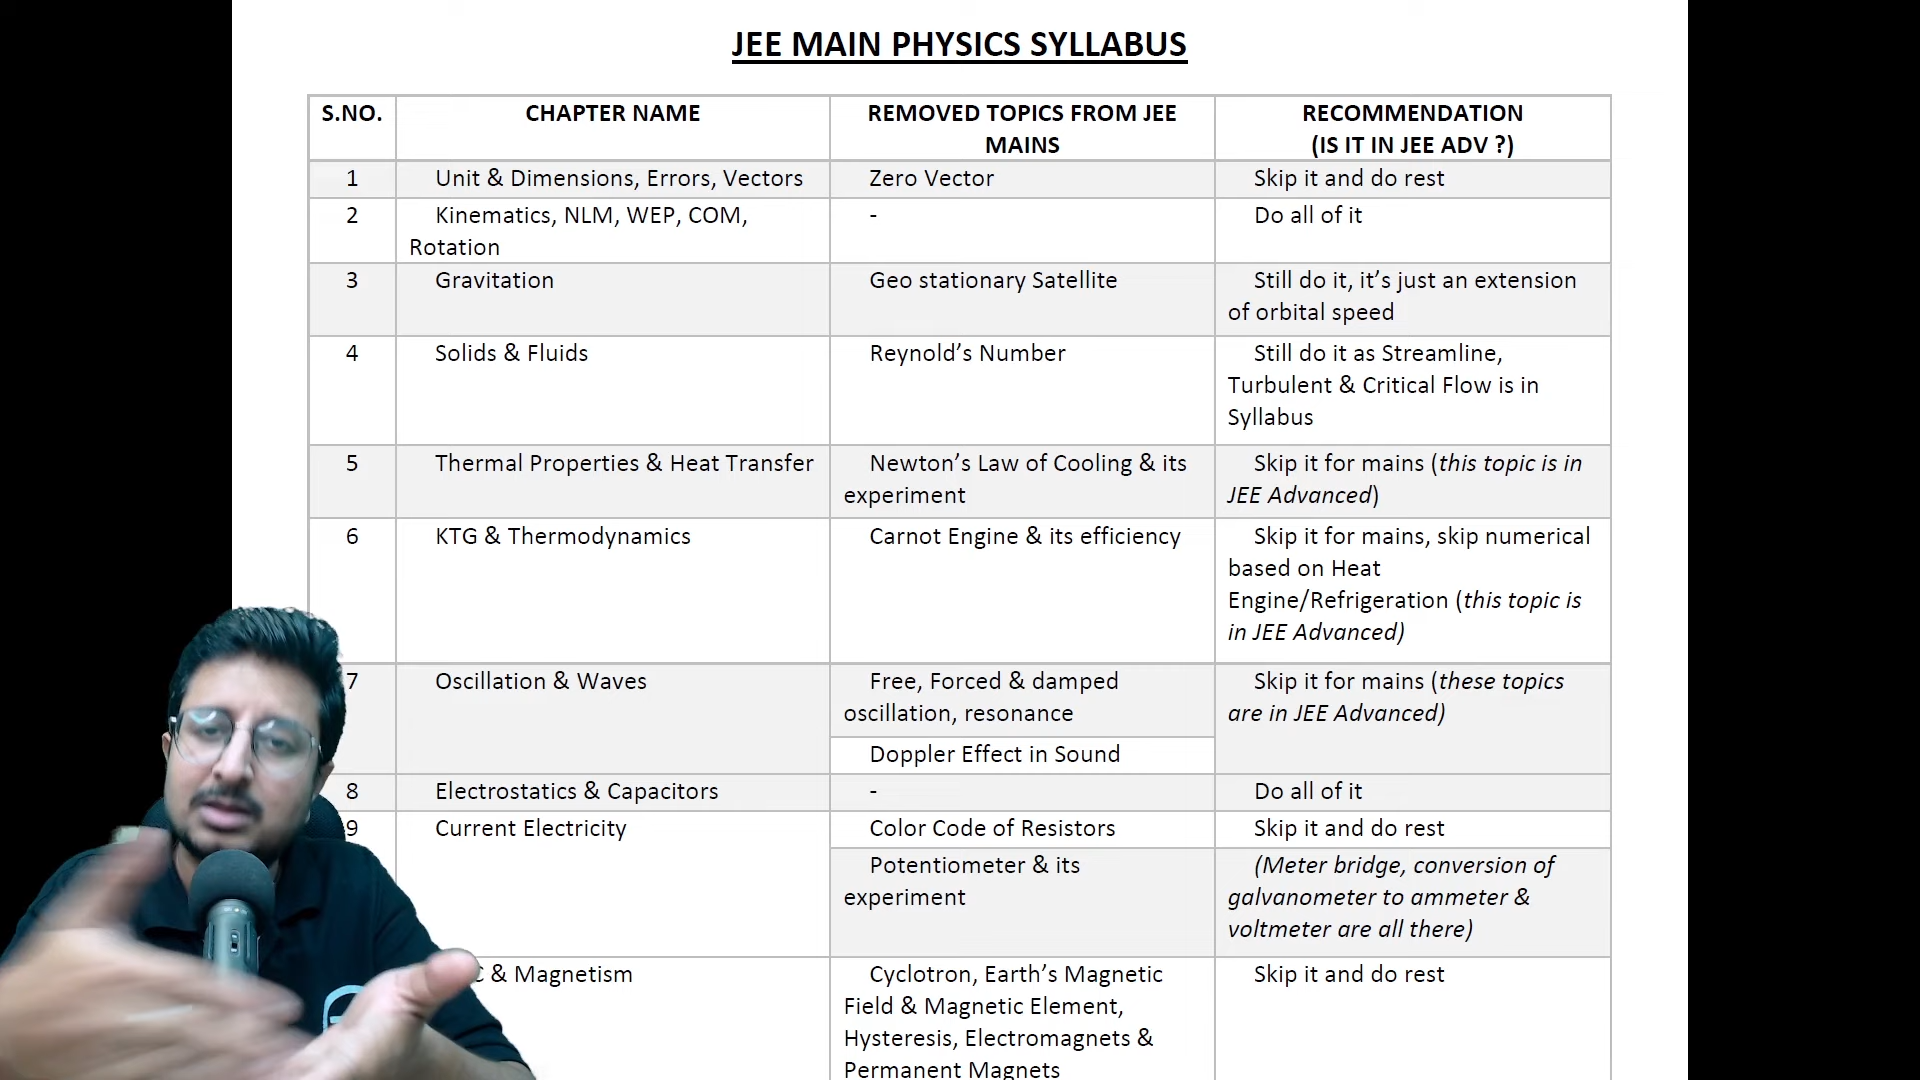 JEE MAIN PHYSICS SYLLABUS
S.NO.
CHAPTER NAME
REMOVED TOPICS FROM JEE
MAINS
RECOMMENDATION
(IS IT IN JEE ADV ?)
1
Unit & Dimensions, Errors, Vectors
Zero Vector
Skip it and do rest
2
Kinematics, NLM, WEP, COM,
Rotation
-
Do all of it
3
Gravitation
Geo stationary Satellite
Still do it, it’s just an extension
of orbital speed
4
Solids & Fluids
Reynold’s Number
Still do it as Streamline,
Turbulent & Critical Flow is in
Syllabus
5
Thermal Properties & Heat Transfer
Newton’s Law of Cooling & its
experiment
Skip it for mains (this topic is in
JEE Advanced)
6
KTG & Thermodynamics
Carnot Engine & its efficiency
Skip it for mains, skip numerical
based on Heat
Engine/Refrigeration (this topic is
in JEE Advanced)
7
Oscillation & Waves
Free, Forced & damped
oscillation, resonance
Doppler Effect in Sound
Skip it for mains (these topics
are in JEE Advanced)
8
Electrostatics & Capacitors
-
Do all of it
9
Current Electricity
Color Code of Resistors
Skip it and do rest
Potentiometer & its
experiment
(Meter bridge, conversion of
galvanometer to ammeter &
voltmeter are all there)
& Magnetism
Cyclotron, Earth’s Magnetic
Field & Magnetic Element,
Hysteresis, Electromagnets &
Permanent Magnets
Skip it and do rest